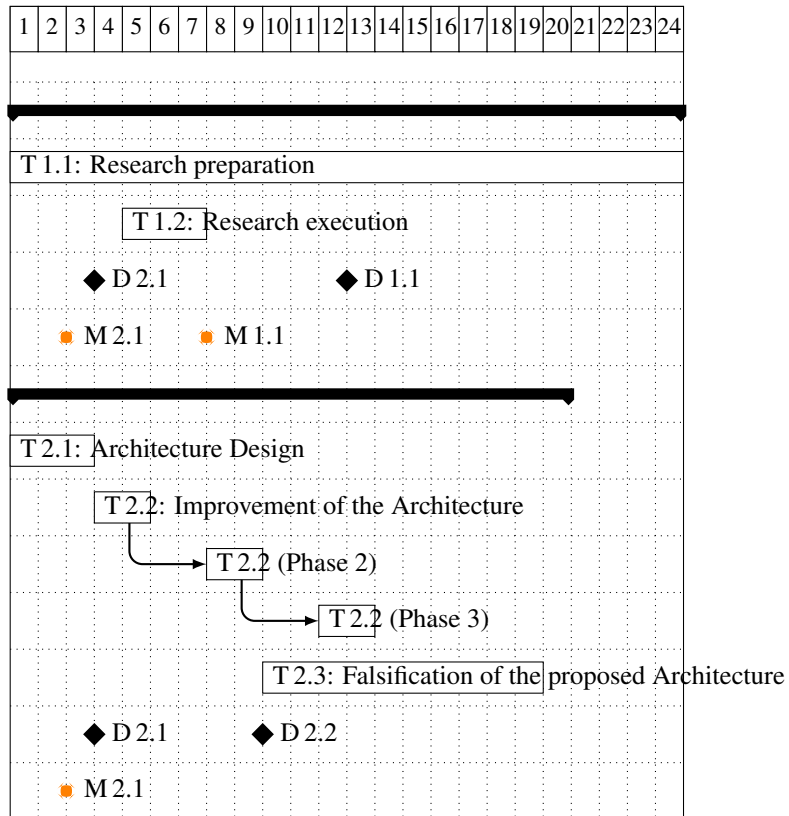 1 2 3 4 5 6 7 8 9 10 11 12 13 14 15 16 17 18 19 20 21 22 23 24
T 1.1: Research preparation
T 1.2: Research execution
D 2.1 D 1.1
M 2.1 M 1.1
T 2.1: Architecture Design
T 2.2: Improvement of the Architecture
T 2.2 (Phase 2)
T 2.2 (Phase 3)
T 2.3: Falsification of the proposed Architecture
D 2.1 D 2.2
M 2.1